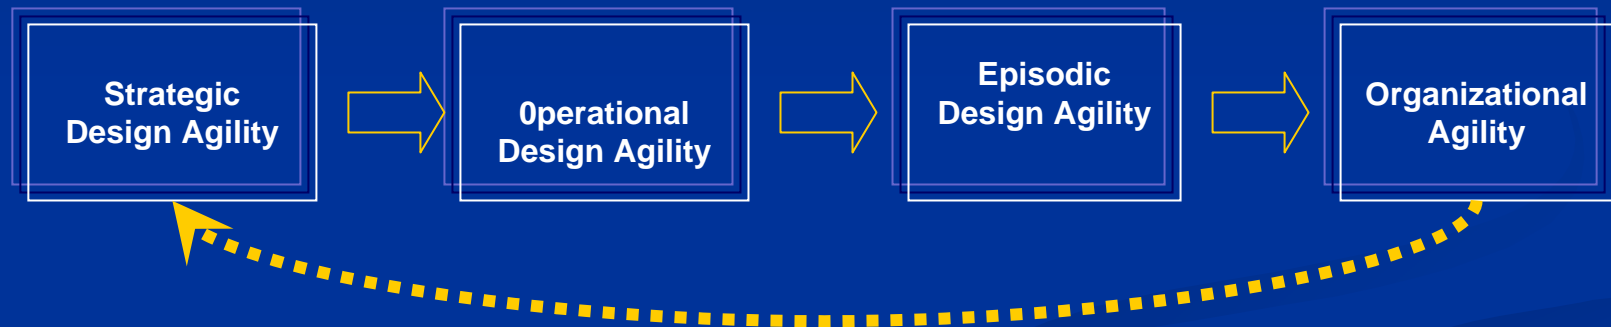 Strategic
Design Agility
0perational
Design Agility
Episodic
Design Agility
Organizational
Agility